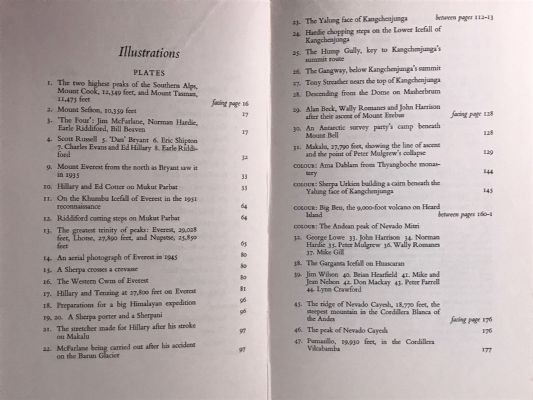 Illustrations
PLATES
1. The two highest peaks of the Southern Alps,
Mount Cook, 12,349 feet, and Mount Tasman,
11,475 feet facing page 16
2. Mount Sefton, 10,359 feet 17
3. 'The Four': Jim McFarlane, Norman Hardie,
Earle Riddiford, Bill Beaven 17
4. Scott Russell 5. 'Dan' Bryant 6. Eric Shipton
7. Charles Evans and Ed Hillary 8. Earle Riddi-
ford 32
9. Mount Everest from the north as Bryant saw it
in 1935 33
10. Hillary and Ed Cotter on Mukut Parbat 33
11. On the Khumbu Icefall of Everest in the 1951
reconnaissance 64
12. Riddiford cutting steps on Mukut Parbat 64
13. The greatest trinity of peaks: Everest, 29,028
feet, Lhotse, 27,890 feet, and Nuptse, 25,850
feet 65
14. An aerial photograph of Everest 80
15. A Sherpa crosses a crevasse 80
16. The Western Cwm of Everest 80
17. Hillary and Tenzing at 27,800 feet on Everest 81
18. Preparations for a big Himalayan expedition 96
19, 20. A Sherpa porter and a Sherpani 96
21. The stretcher made for Hillary after his stroke
on Makalu 97
22. McFarlane being carried out after his accident
on the Barun Glacier 97
23. The Yalung face of Kangchenjunga between pages 112-13
24. Hardie chopping steps on the Lower Icefall of
Kangchenjunga
25. The Hump Gully, key to Kangchenjunga's
summit route
26. The Gangway, below Kangchenjunga's summit
27. Tony Streather nears the top of Kangchenjunga
28. Descending from the Dome on Masherbrum
29. Alan Beck, Wally Romanes and John Harrison
after their ascent of Mount Erebus facing page 128
30. An Antarctic survey party's camp beneath
Mount Bell 128
31. Makalu, 27,790 feet, showing the line of ascent
and the point of Peter Mulgrew's collapse 129
COLOUR: Ama Dablam from Thyangboche monas-
tery 144
COLOUR: Sherpa Urkien building a cairn beneath the
Yalung face of Kangchenjunga 145
COLOUR: Big Ben, the 9,000-foot volcano on Heard
Island between pages 160-1
COLOUR: The Andean peak of Nevado Mitri
32. George Lowe 33. John Harrison 34. Norman
Hardie 35. Peter Mulgrew 36. Wally Romanes
37. Mike Gill
38. The Garganta Icefall on Huascaran
39. Jim Wilson 40. Brian Hearfield 41. Mike and
Jean Nelson 42. Don Mackay 43. Peter Farrell
44. Lynn Crawford
45. The ridge of Nevado Cayesh, 18,770 feet, the
steepest mountain in the Cordillera Blanca of
the Andes facing page 176
46. The peak of Nevado Cayesh 176
47. Pumasillo, 19,930 feet, in the Cordillera
Vilcabamba 177